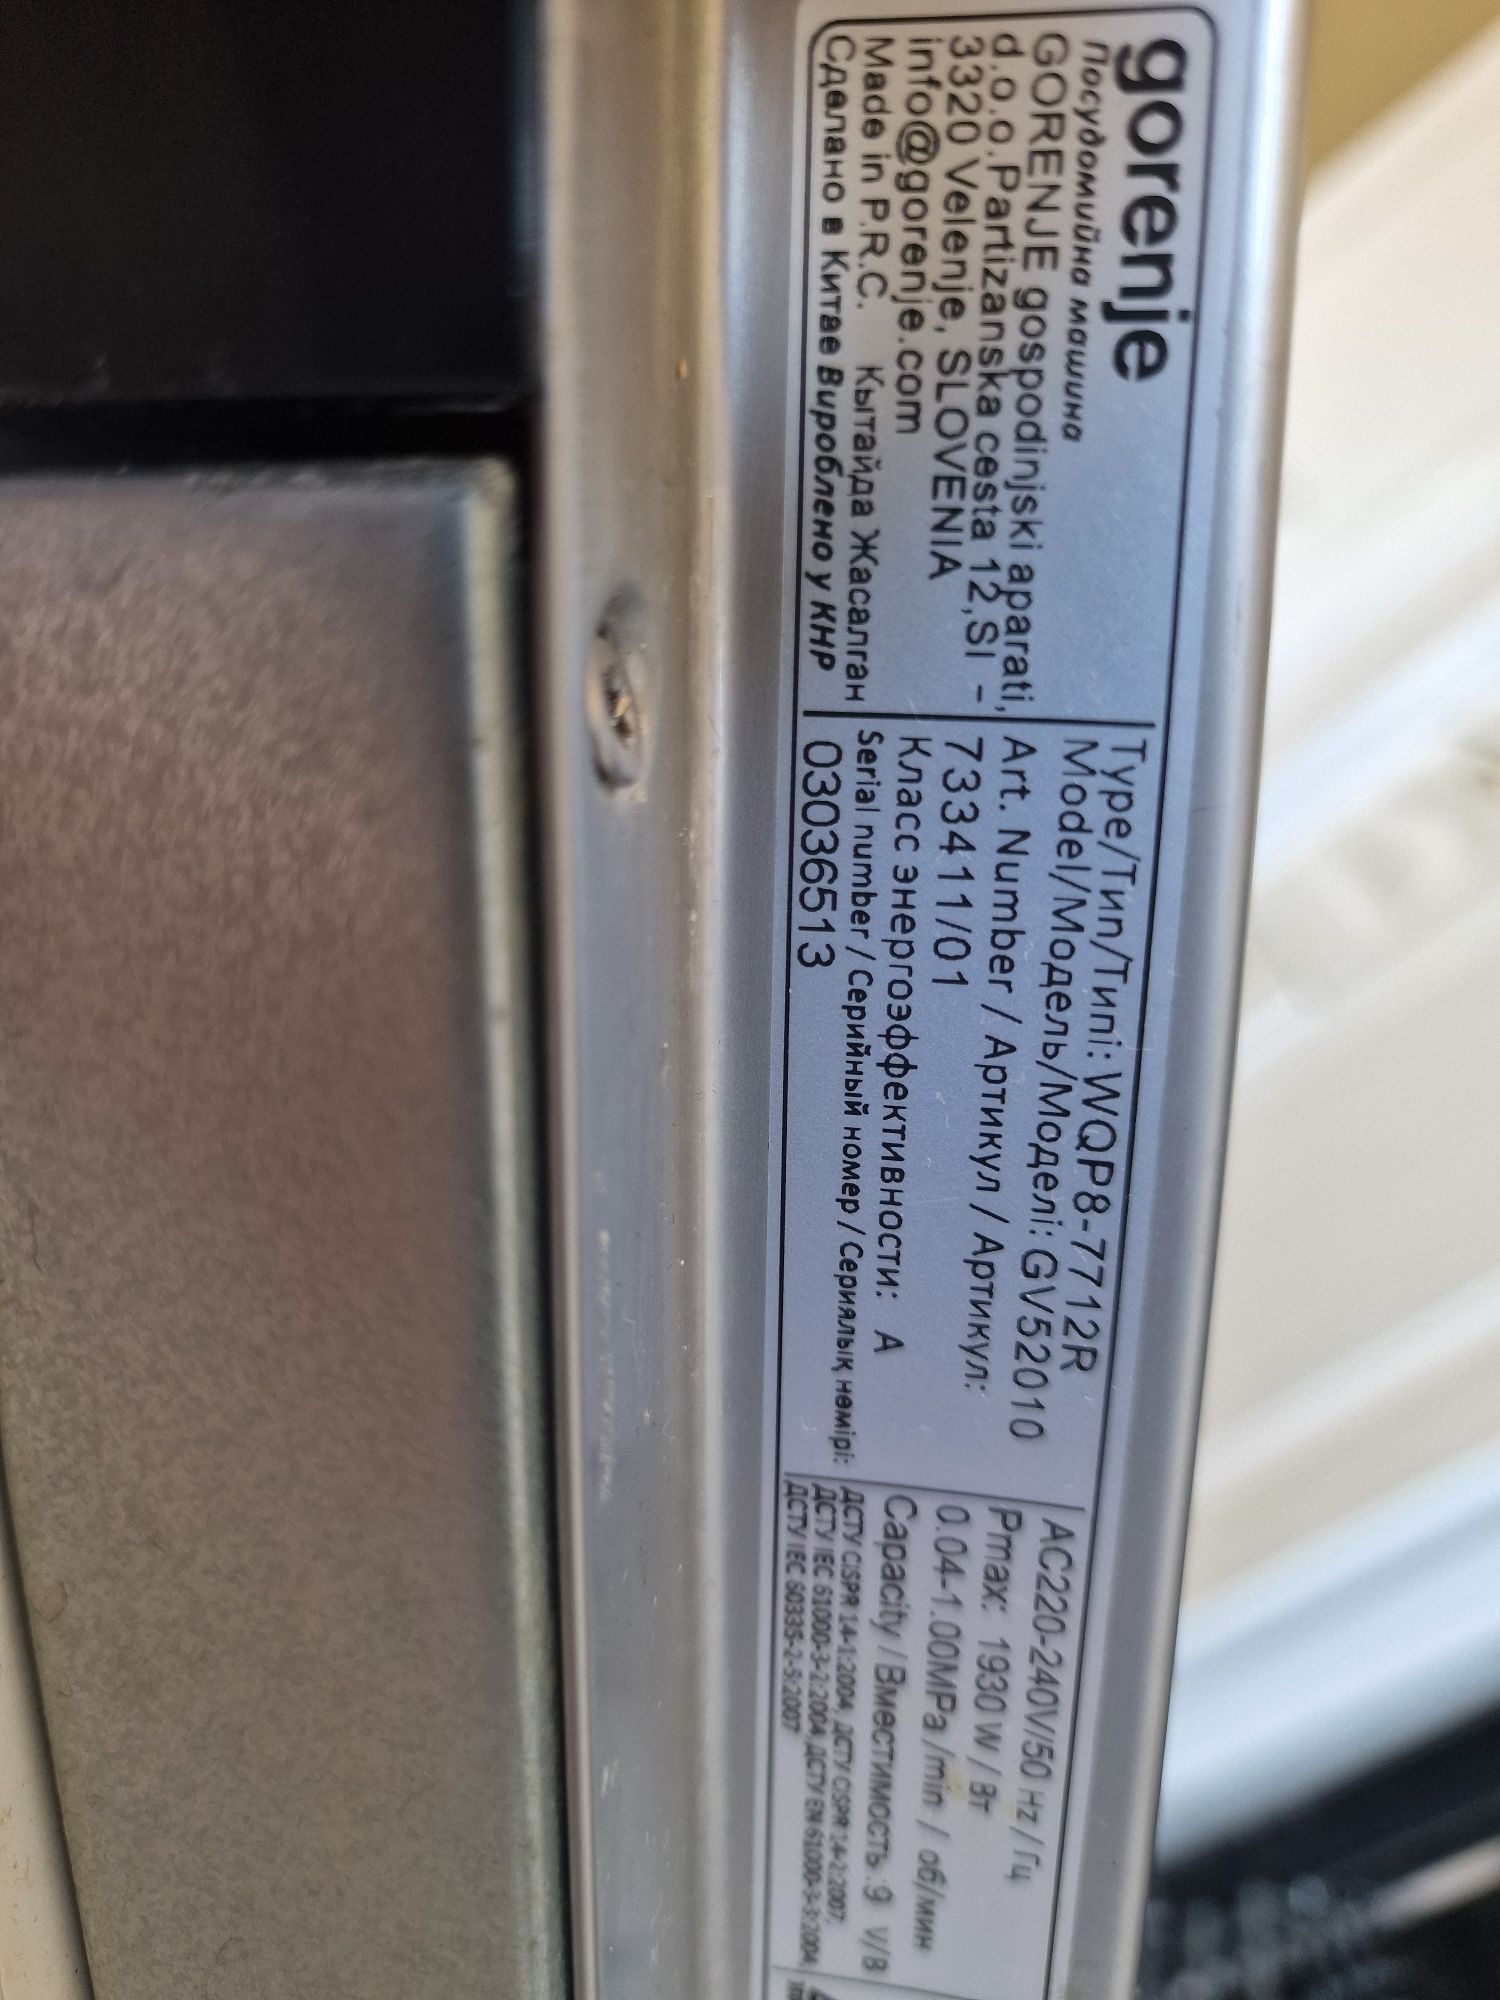 gorenje
Посудомийна машина
GORENJE gospodinjski aparati,
d.o.o.Partizanska cesta 12,SI -
3320 Velenje, SLOVENIA
info@gorenje.com
Made in P.R.C. Кытайда Жасалган
Сделано в Китае Вироблено у КНР
Type/Тип/Типi: WQP8-7712R
Model/Модель/Моделi: GV52010
Art. Number / Артикул / Артикул:
733411/01
Класс энергоэффективности: A
Serial number / Серийный номер / Сериялық нөмірі:
03036513
AC220-240V/50 Hz / Гц
Pmax: 1930 W / Вт
0.04-1.00MPa /min / об/мин
Capacity / Вместимость :9 V/B
ДСТУ CISPR 14-1:2004, ДСТУ CISPR 14-2:2007,
ДСТУ IEC 61000-3-2:2004,ДСТУ EN 61000-3-3:2004,
ДСТУ IEC 60335-2-5:2007